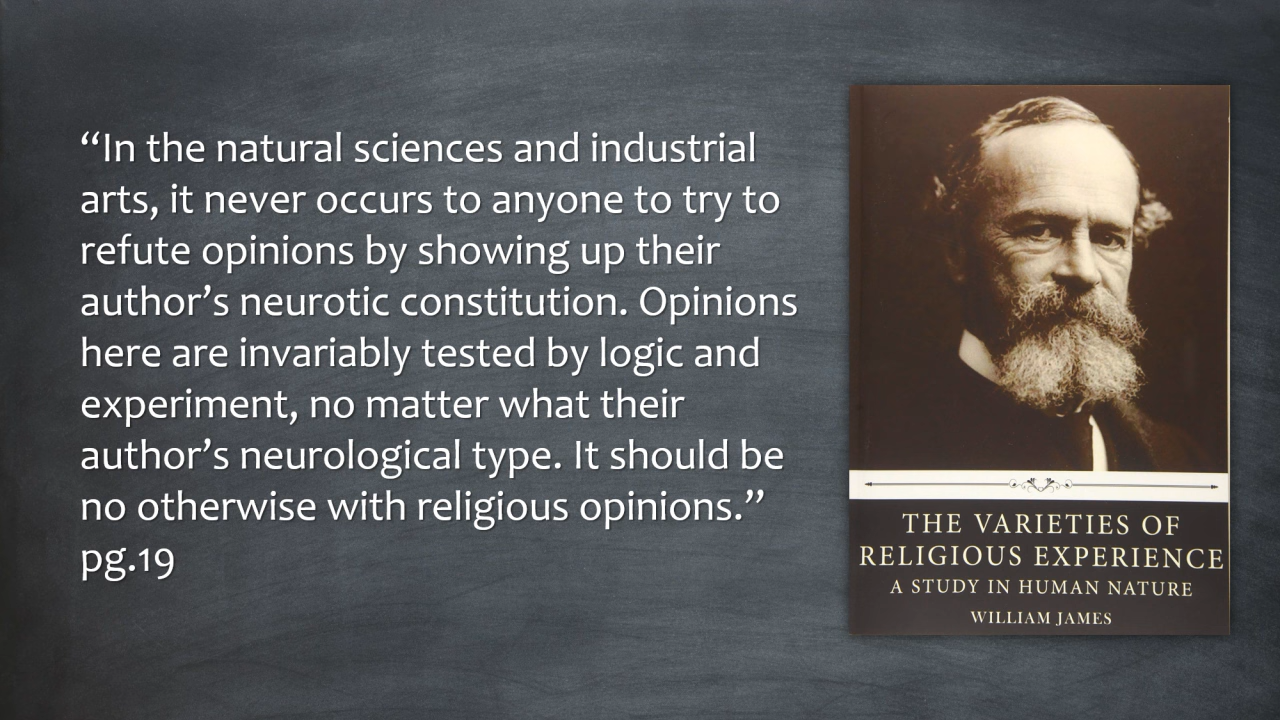 “In the natural sciences and industrial
arts, it never occurs to anyone to try to
refute opinions by showing up their
author’s neurotic constitution. Opinions
here are invariably tested by logic and
experiment, no matter what their
author’s neurological type. It should be
no otherwise with religious opinions.”
pg.19
THE VARIETIES OF
RELIGIOUS EXPERIENCE
A STUDY IN HUMAN NATURE
WILLIAM JAMES